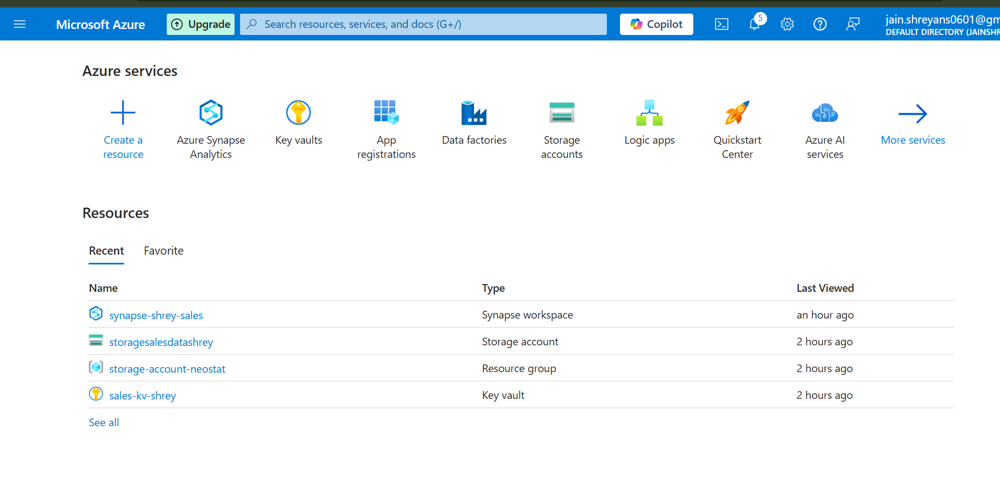 Microsoft Azure
Upgrade
Search resources, services, and docs (G+/)
Copilot
5
jain.shreyans0601@gm
DEFAULT DIRECTORY (JAINSHR
Azure services
Create a
resource
Azure Synapse
Analytics
Key vaults
App
registrations
Data factories
Storage
accounts
Logic apps
Quickstart
Center
Azure AI
services
More services
Resources
Recent
Favorite
Name Type Last Viewed
synapse-shrey-sales Synapse workspace an hour ago
storagesalesdatashrey Storage account 2 hours ago
storage-account-neostat Resource group 2 hours ago
sales-kv-shrey Key vault 2 hours ago
See all